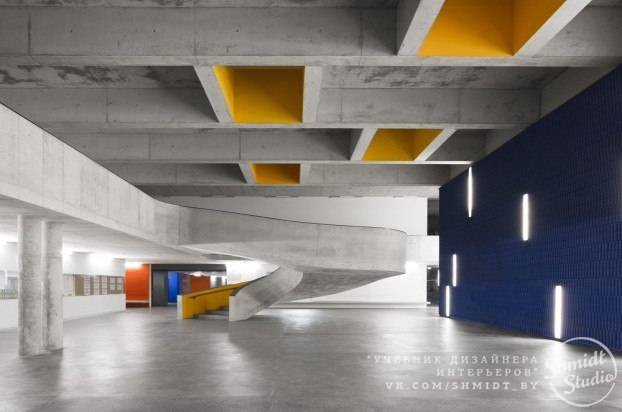 "УЧЕБНИК ДИЗАЙНЕРА
ИНТЕРЬЕРОВ"
VK.COM/SHMIDT_BY
Shmidt
Studio